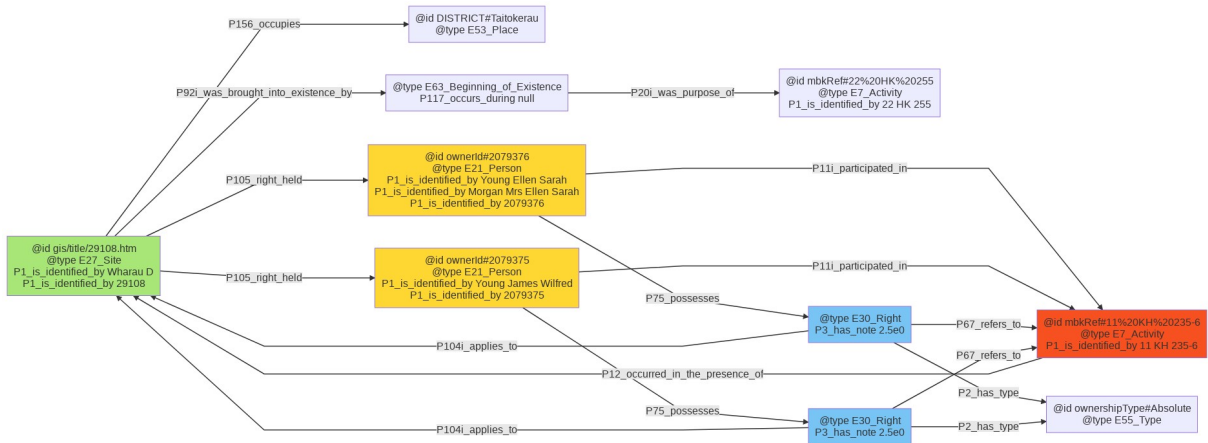 P156_occupies
@id DISTRICT#Taitokerau
@type E53_Place
P92i_was_brought_into_existence_by
@type E63_Beginning_of_Existence
P117_occurs_during null
P20i_was_purpose_of
@id mbkRef#22%20HK%20255
@type E7_Activity
P1_is_identified_by 22 HK 255
P105_right_held
@id ownerId#2079376
@type E21_Person
P1_is_identified_by Young Ellen Sarah
P1_is_identified_by Morgan Mrs Ellen Sarah
P1_is_identified_by 2079376
P11i_participated_in
@id gis/title/29108.htm
@type E27_Site
P1_is_identified_by Wharau D
P1_is_identified_by 29108
P105_right_held
@id ownerId#2079375
@type E21_Person
P1_is_identified_by Young James Wilfred
P1_is_identified_by 2079375
P11i_participated_in
P75_possesses
@type E30_Right
P3_has_note 2.5e0
P67_refers_to
@id mbkRef#11%20KH%20235-6
@type E7_Activity
P1_is_identified_by 11 KH 235-6
P104i_applies_to
P67_refers_to
P12_occurred_in_the_presence_of
P2_has_type
P75_possesses
@type E30_Right
P3_has_note 2.5e0
P2_has_type
@id ownershipType#Absolute
@type E55_Type
P104i_applies_to